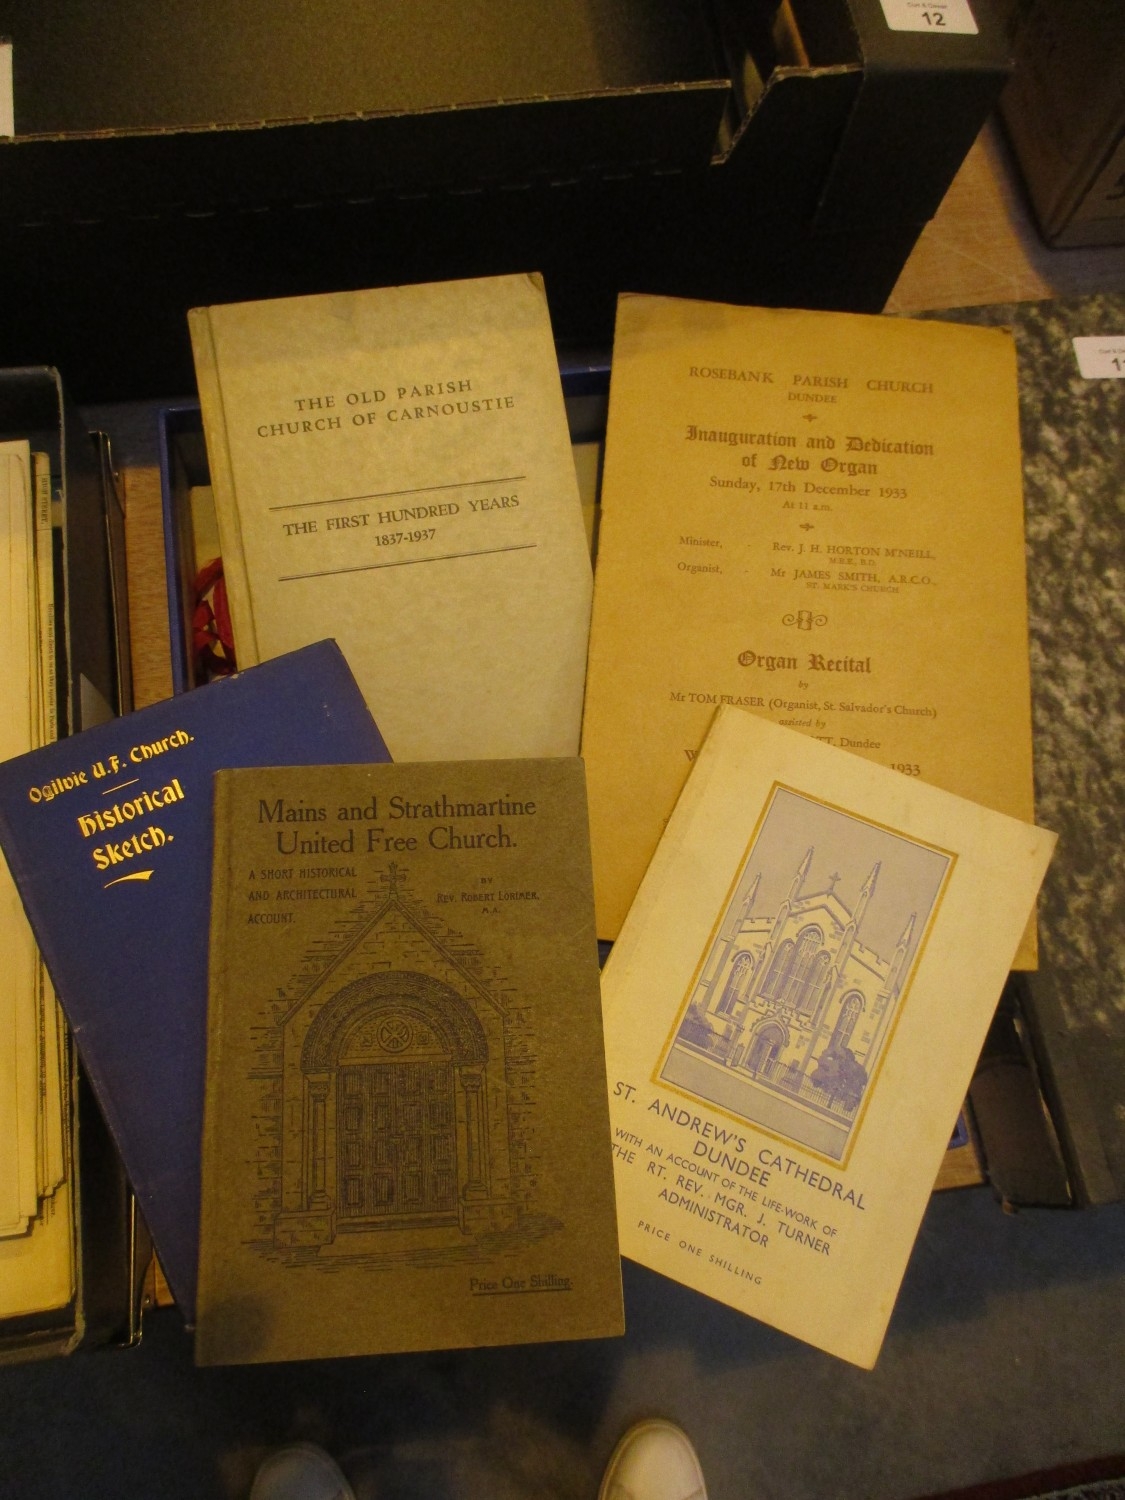 12
THE OLD PARISH
CHURCH OF CARNOUSTIE
THE FIRST HUNDRED YEARS
1837-1937
ROSEBANK PARISH CHURCH
DUNDEE
Inauguration and Dedication
of New Organ
Sunday, 17th December 1933
At 11 a.m.
Minister, - Rev. J. H. HORTON M'NEILL,
M.B.E., B.D.
Organist, - Mr JAMES SMITH, A.R.C.O.,
ST. MARK'S CHURCH
Organ Recital
by
Mr TOM FRASER (Organist, St. Salvador's Church)
assisted by
Dundee
1933
Ogilvie U.F. Church.
Historical
Sketch.
Mains and Strathmartine
United Free Church.
A SHORT HISTORICAL
AND ARCHITECTURAL
ACCOUNT.
BY
REV. ROBERT LORIMER,
M.A.
Price One Shilling.
ST. ANDREW'S CATHEDRAL
DUNDEE
WITH AN ACCOUNT OF THE LIFE-WORK OF
THE RT. REV. MGR. J. TURNER
ADMINISTRATOR
PRICE ONE SHILLING